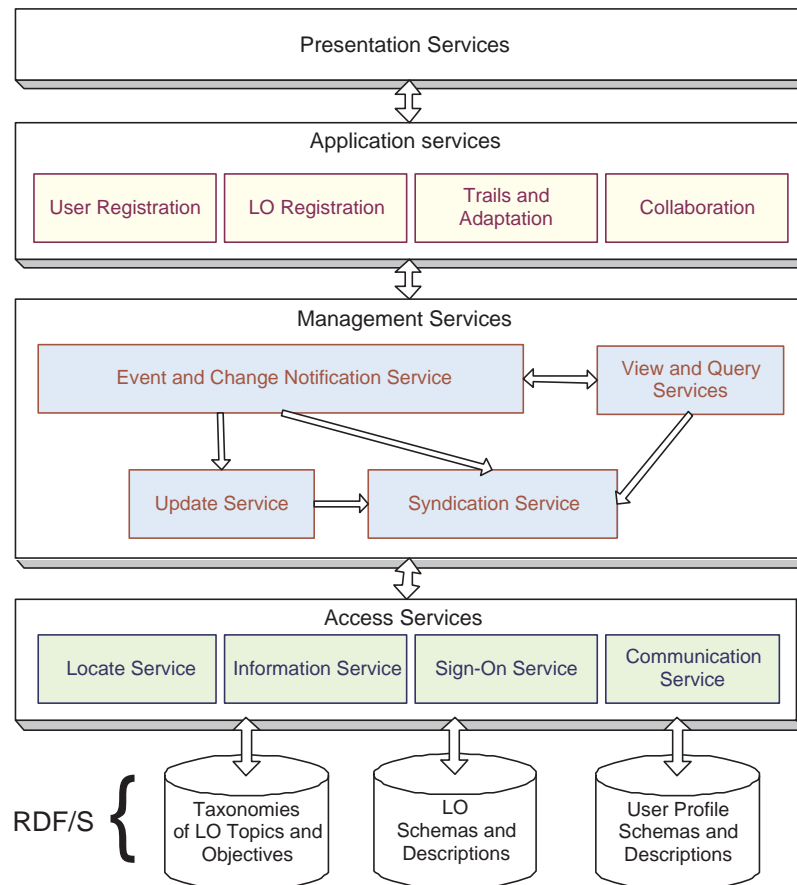 Presentation Services
Application services
User Registration
LO Registration
Trails and
Adaptation
Collaboration
Management Services
Event and Change Notification Service
View and Query
Services
Update Service
Syndication Service
Access Services
Locate Service
Information Service
Sign-On Service
Communication
Service
RDF/S
Taxonomies
of LO Topics and
Objectives
LO
Schemas and
Descriptions
User Profile
Schemas and
Descriptions